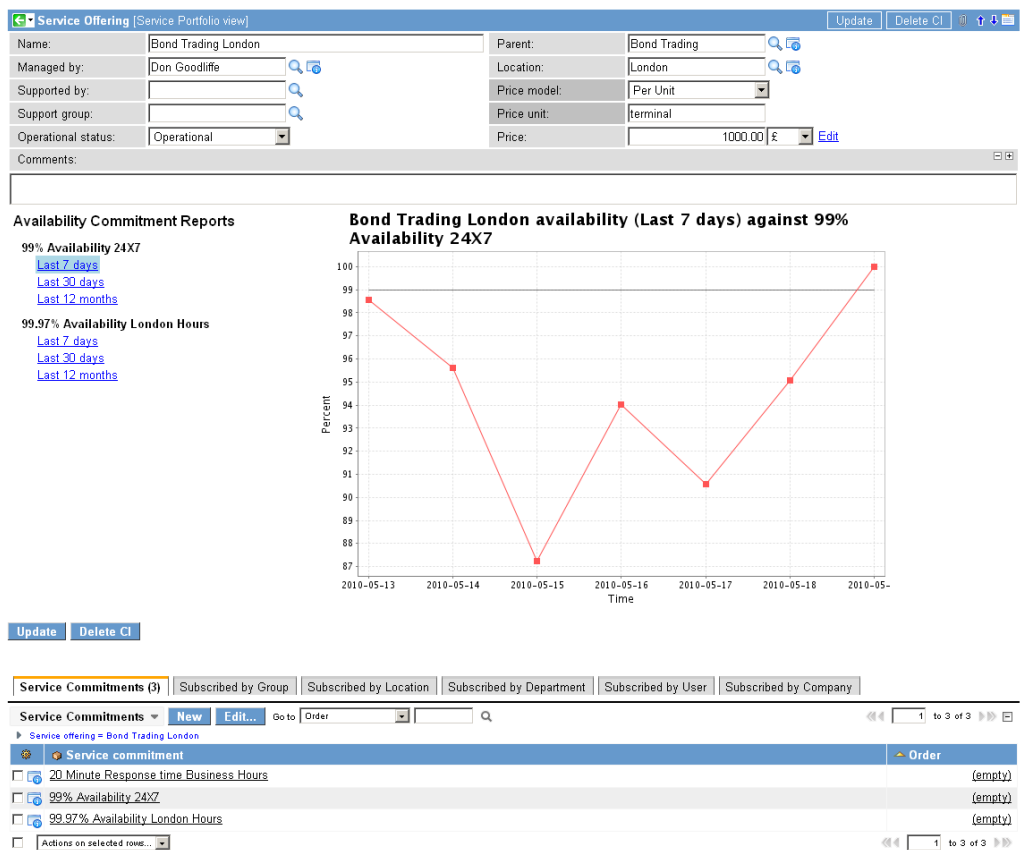 Service Offering [Service Portfolio view]
Update
Delete CI
Name:
Bond Trading London
Parent:
Bond Trading
Managed by:
Don Goodliffe
Location:
London
Supported by:
Price model:
Per Unit
Support group:
Price unit:
terminal
Operational status:
Operational
Price:
1000.00
£
Edit
Comments:
Availability Commitment Reports
99% Availability 24X7
Last 7 days
Last 30 days
Last 12 months
99.97% Availability London Hours
Last 7 days
Last 30 days
Last 12 months
Bond Trading London availability (Last 7 days) against 99%
Availability 24X7
100
99
98
97
96
95
94
93
92
91
90
89
88
87
Percent
2010-05-13
2010-05-14
2010-05-15
2010-05-16
2010-05-17
2010-05-18
2010-05-
Time
Update
Delete CI
Service Commitments (3)
Subscribed by Group
Subscribed by Location
Subscribed by Department
Subscribed by User
Subscribed by Company
Service Commitments
New
Edit...
Go to
Order
1 to 3 of 3
Service offering = Bond Trading London
Service commitment
Order
20 Minute Response time Business Hours
(empty)
99% Availability 24X7
(empty)
99.97% Availability London Hours
(empty)
Actions on selected rows...
1 to 3 of 3